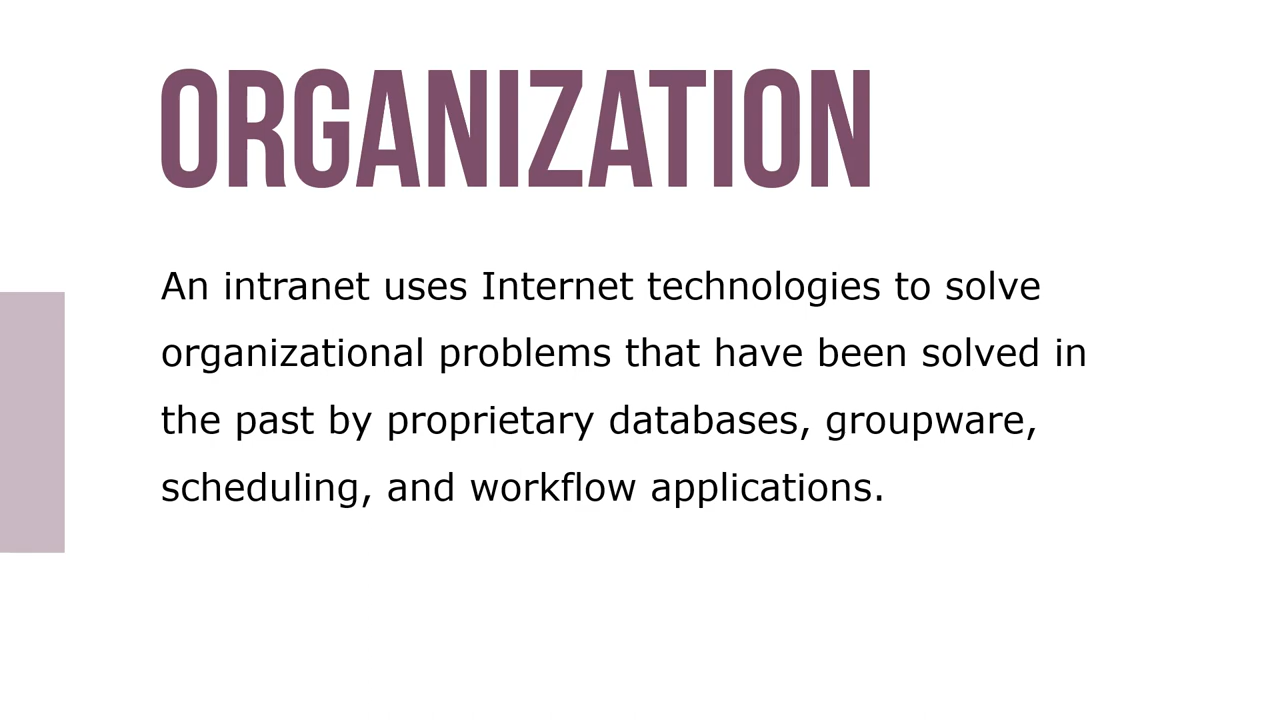 ORGANIZATION
An intranet uses Internet technologies to solve
organizational problems that have been solved in
the past by proprietary databases, groupware,
scheduling, and workflow applications.